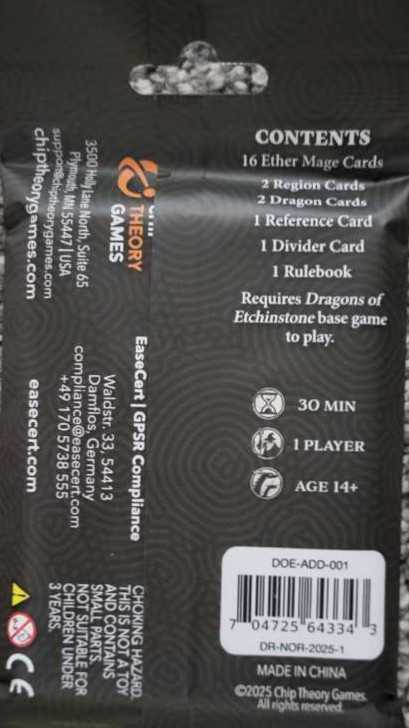 CONTENTS
16 Ether Mage Cards
2 Region Cards
2 Dragon Cards
1 Reference Card
1 Divider Card
1 Rulebook
Requires Dragons of
Etchinstone base game
to play.
30 MIN
1 PLAYER
AGE 14+
DOE-ADD-001
7 04725 64334 3
DR-NOR-2025-1
MADE IN CHINA
©2025 Chip Theory Games.
All rights reserved.
THEORY
GAMES
3500 Holly Lane North, Suite 65
Plymouth, MN 55447 | USA
support@chiptheorygames.com
chiptheorygames.com
EaseCert | GPSR Compliance
Waldstr. 33, 54413
Damflos, Germany
compliance@easecert.com
+49 170 5738 555
easecert.com
CHOKING HAZARD
THIS IS NOT A TOY
AND CONTAINS
SMALL PARTS.
NOT SUITABLE FOR
CHILDREN UNDER
3 YEARS.
CE